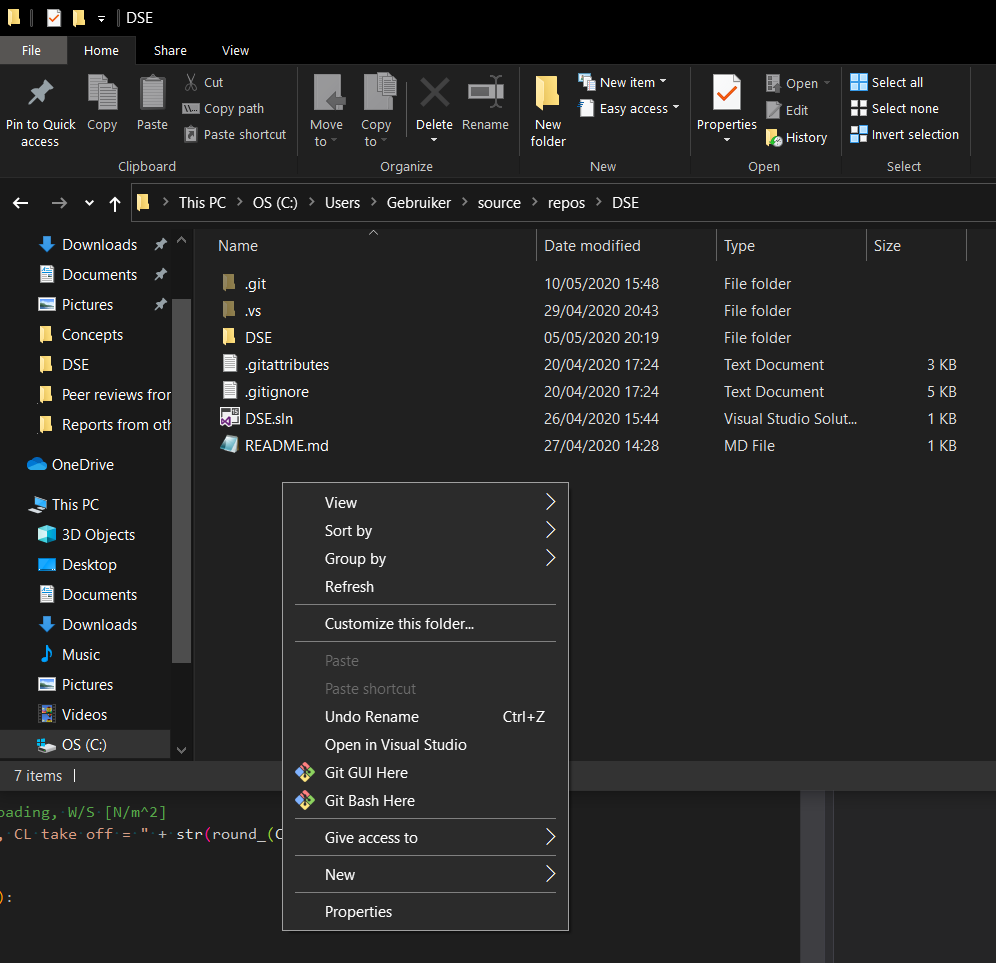 DSE
File Home Share View
Pin to Quick access
Copy
Paste
Cut
Copy path
Paste shortcut
Clipboard
Move to
Copy to
Delete
Rename
Organize
New folder
New item
Easy access
New
Properties
Open
Edit
History
Open
Select all
Select none
Invert selection
Select
This PC > OS (C:) > Users > Gebruiker > source > repos > DSE
Downloads
Documents
Pictures
Concepts
DSE
Peer reviews from
Reports from oth
OneDrive
This PC
3D Objects
Desktop
Documents
Downloads
Music
Pictures
Videos
OS (C:)
Name Date modified Type Size
.git 10/05/2020 15:48 File folder
.vs 29/04/2020 20:43 File folder
DSE 05/05/2020 20:19 File folder
.gitattributes 20/04/2020 17:24 Text Document 3 KB
.gitignore 20/04/2020 17:24 Text Document 5 KB
DSE.sln 26/04/2020 15:44 Visual Studio Solut... 1 KB
README.md 27/04/2020 14:28 MD File 1 KB
View
Sort by
Group by
Refresh
Customize this folder...
Paste
Paste shortcut
Undo Rename Ctrl+Z
Open in Visual Studio
Git GUI Here
Git Bash Here
Give access to
New
Properties
7 items
oading, W/S [N/m^2]
, CL take off = " + str(round_(C
):